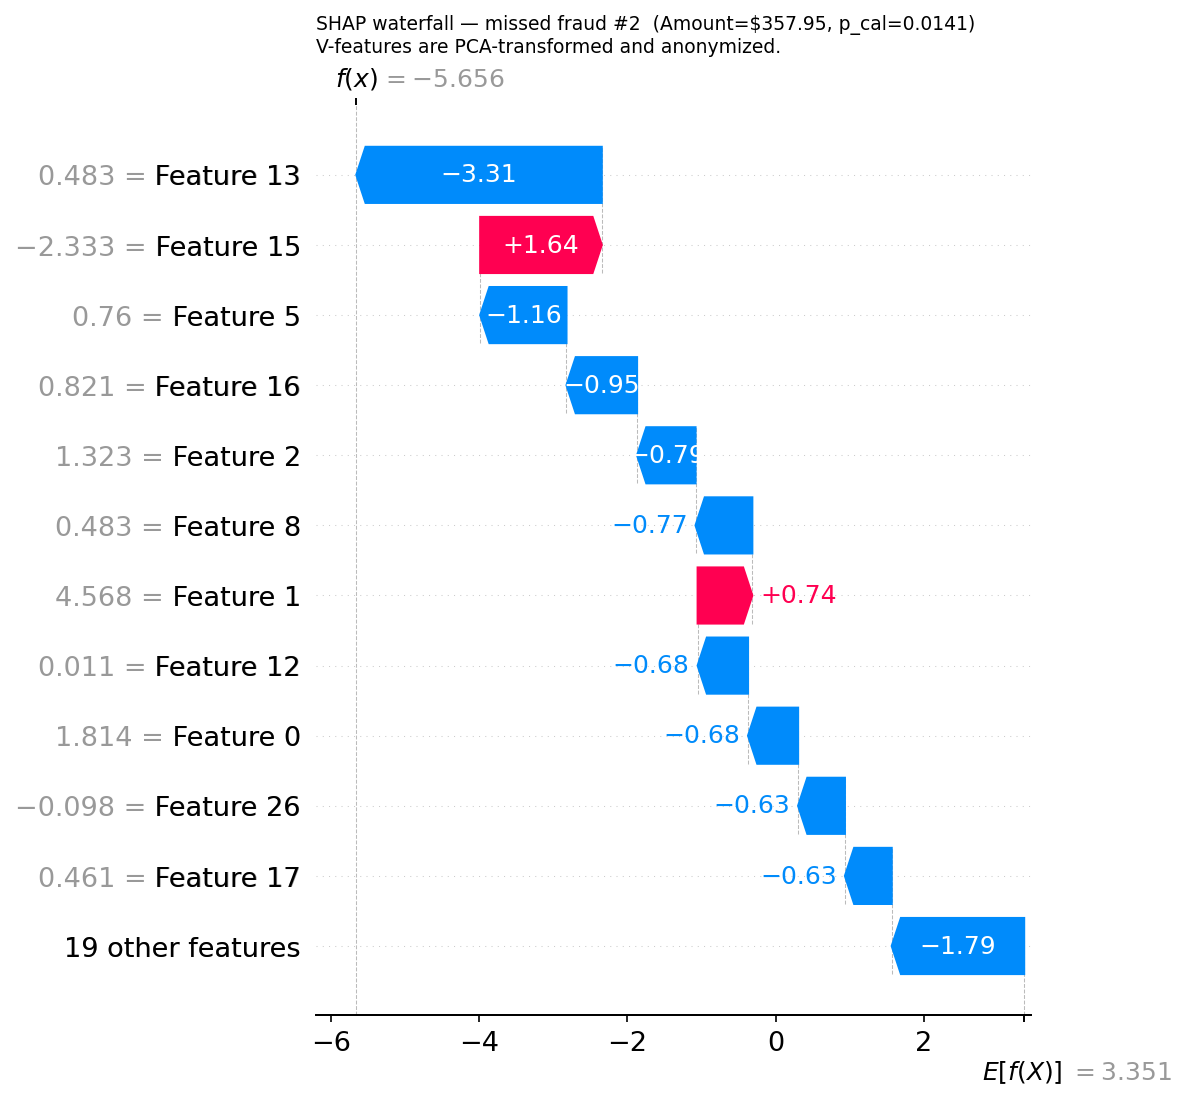 SHAP waterfall — missed fraud #2  (Amount=$357.95, p_cal=0.0141)
V-features are PCA-transformed and anonymized.
f(x) = −5.656
0.483 = Feature 13
−3.31
−2.333 = Feature 15
+1.64
0.76 = Feature 5
−1.16
0.821 = Feature 16
−0.95
1.323 = Feature 2
−0.79
0.483 = Feature 8
−0.77
4.568 = Feature 1
+0.74
0.011 = Feature 12
−0.68
1.814 = Feature 0
−0.68
−0.098 = Feature 26
−0.63
0.461 = Feature 17
−0.63
19 other features
−1.79
−6 −4 −2 0 2
E[f(X)] = 3.351